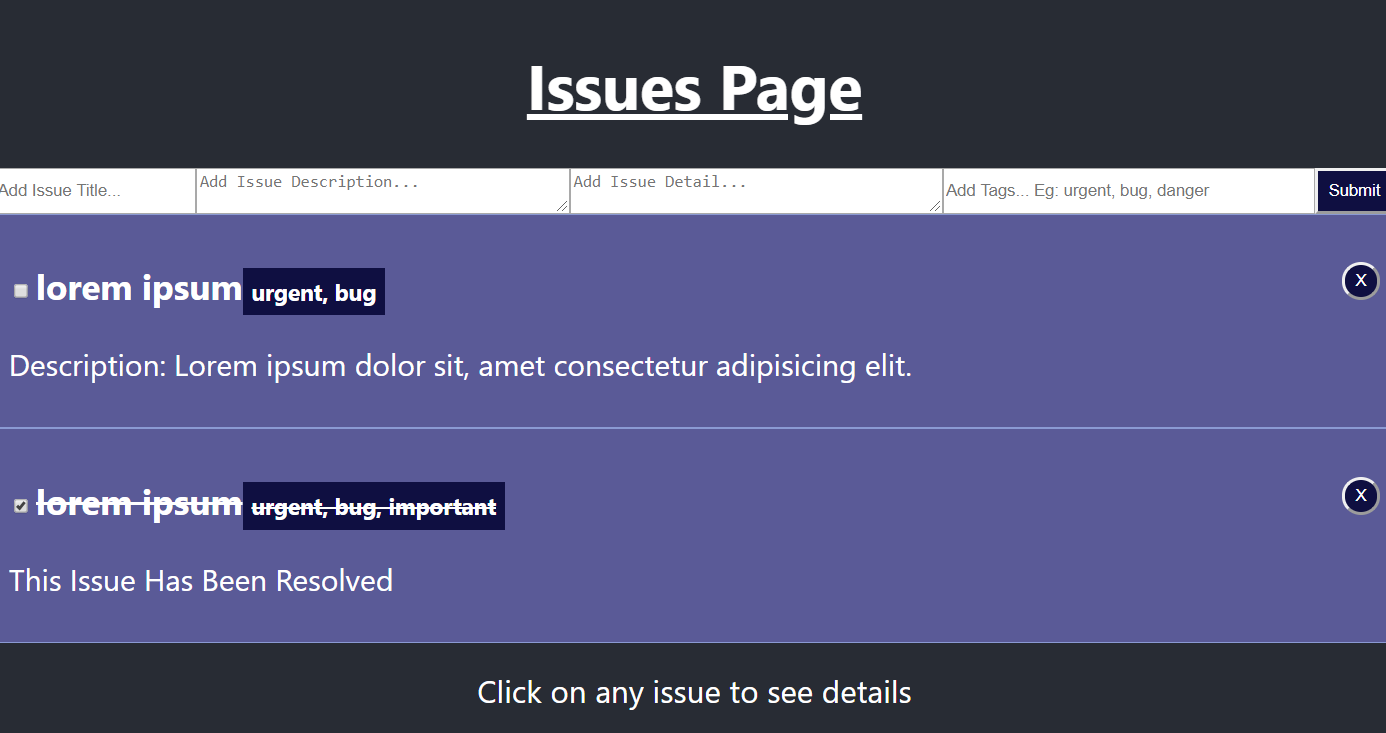 Issues Page
Add Issue Title... Add Issue Description... Add Issue Detail... Add Tags... Eg: urgent, bug, danger Submit
lorem ipsum urgent, bug X
Description: Lorem ipsum dolor sit, amet consectetur adipisicing elit.
lorem ipsum urgent, bug, important X
This Issue Has Been Resolved
Click on any issue to see details